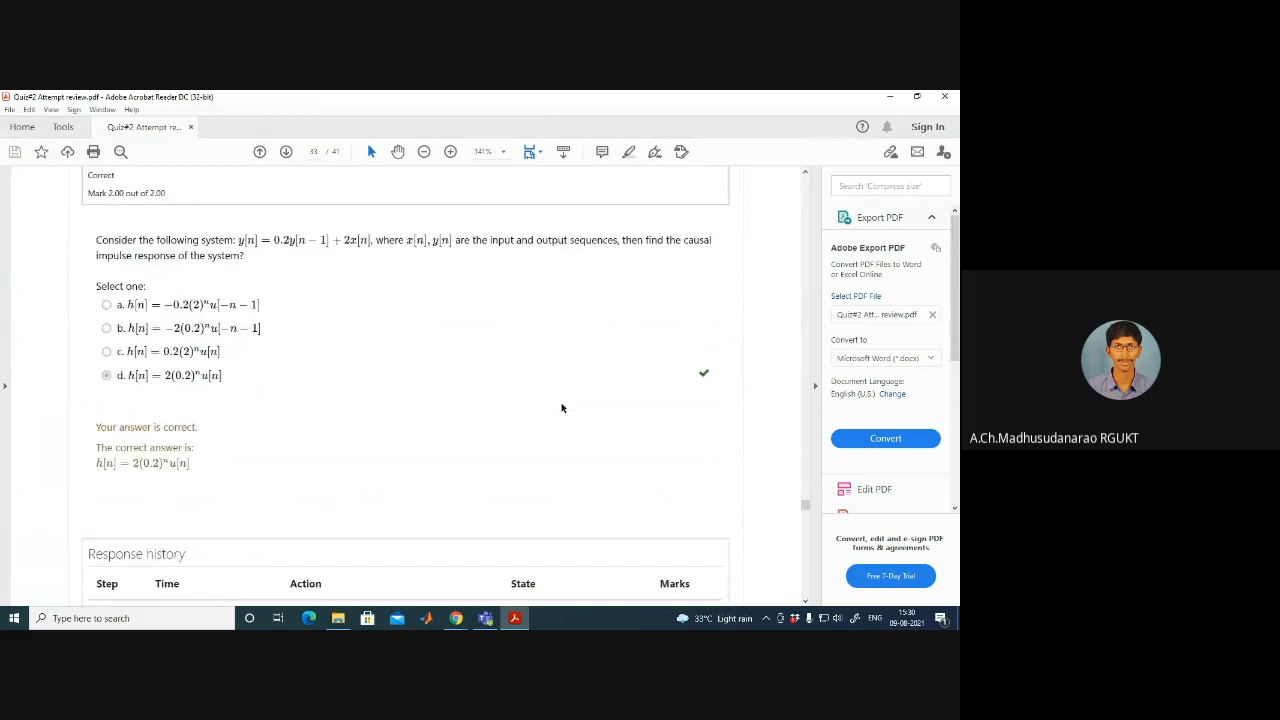 Quiz#2 Attempt review.pdf - Adobe Acrobat Reader DC (32-bit)
File Edit View Sign Window Help
Home Tools Quiz#2 Attempt re... × Sign In
33 / 41 141%
Correct
Mark 2.00 out of 2.00
Consider the following system: y[n] = 0.2y[n − 1] + 2x[n], where x[n], y[n] are the input and output sequences, then find the causal
impulse response of the system?
Select one:
a. h[n] = −0.2(2)ⁿu[−n − 1]
b. h[n] = −2(0.2)ⁿu[−n − 1]
c. h[n] = 0.2(2)ⁿu[n]
d. h[n] = 2(0.2)ⁿu[n]
Your answer is correct.
The correct answer is:
h[n] = 2(0.2)ⁿu[n]
Response history
Step Time Action State Marks
Search 'Compress size'
Export PDF
Adobe Export PDF
Convert PDF Files to Word
or Excel Online
Select PDF File
Quiz#2 Att... review.pdf
Convert to
Microsoft Word (*.docx)
Document Language:
English (U.S.) Change
Convert
Edit PDF
Convert, edit and e-sign PDF
forms & agreements
Free 7-Day Trial
A.Ch.Madhusudanarao RGUKT
Type here to search
33°C Light rain
ENG
15:30
09-08-2021